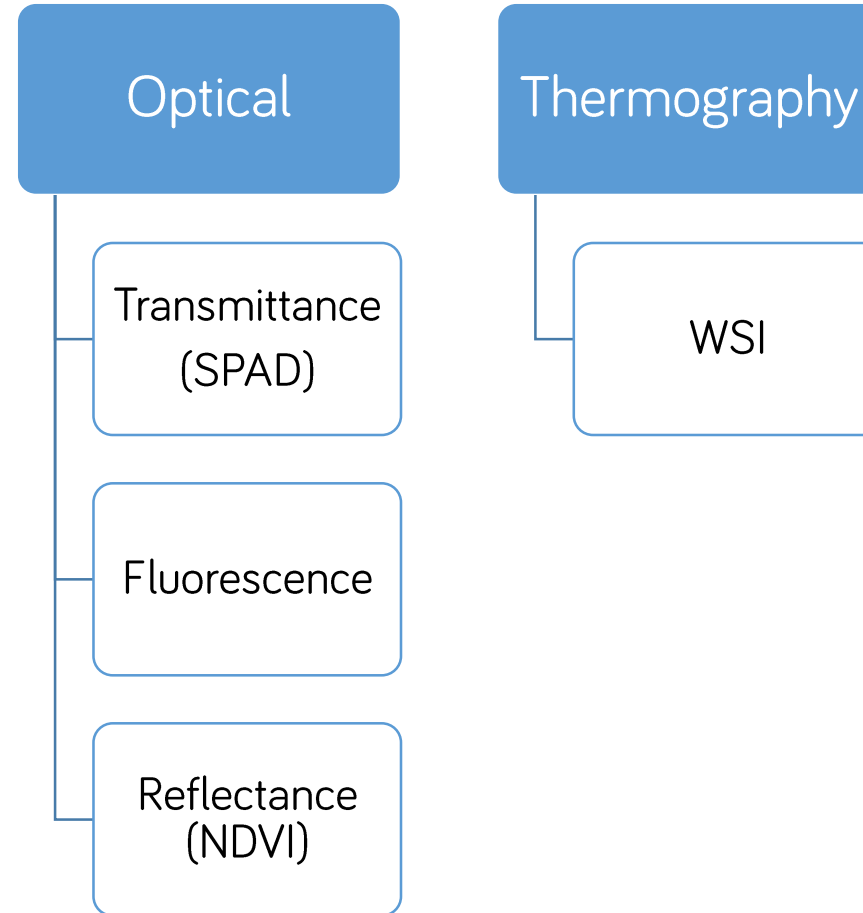 Optical
Transmittance
(SPAD)
Fluorescence
Reflectance
(NDVI)
Thermography
WSI